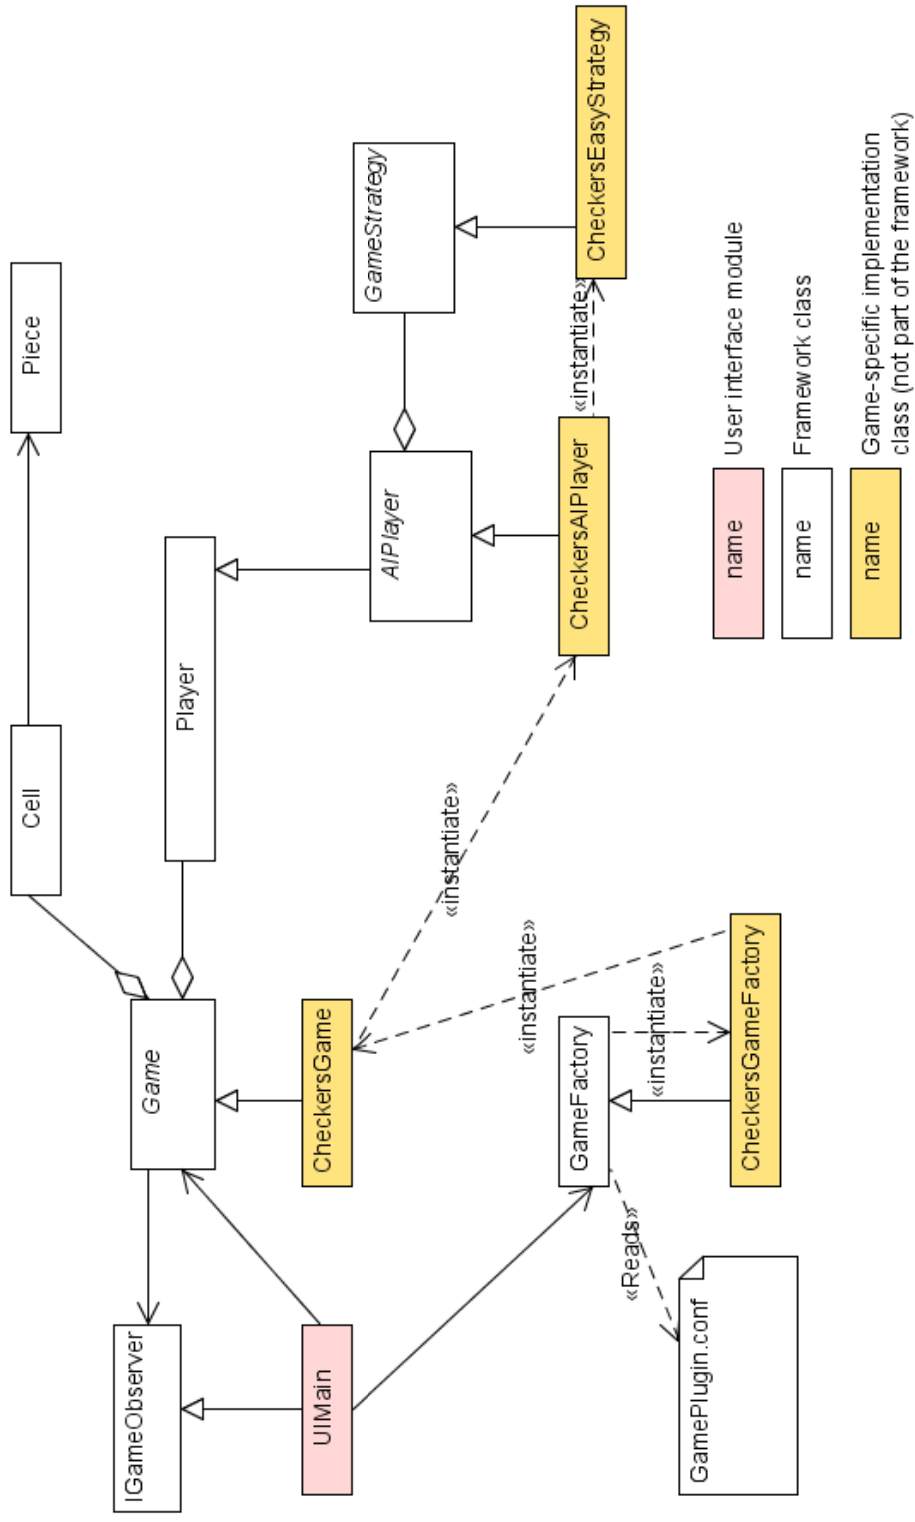 IGameObserver
Game
Cell
Piece
Player
UIMain
CheckersGame
AIPlayer
GameStrategy
«instantiate»
«instantiate»
«instantiate»
GameFactory
CheckersAIPlayer
CheckersEasyStrategy
«Reads»
«instantiate»
GamePlugin.conf
CheckersGameFactory
name
User interface module
name
Framework class
name
Game-specific implementation
class (not part of the framework)